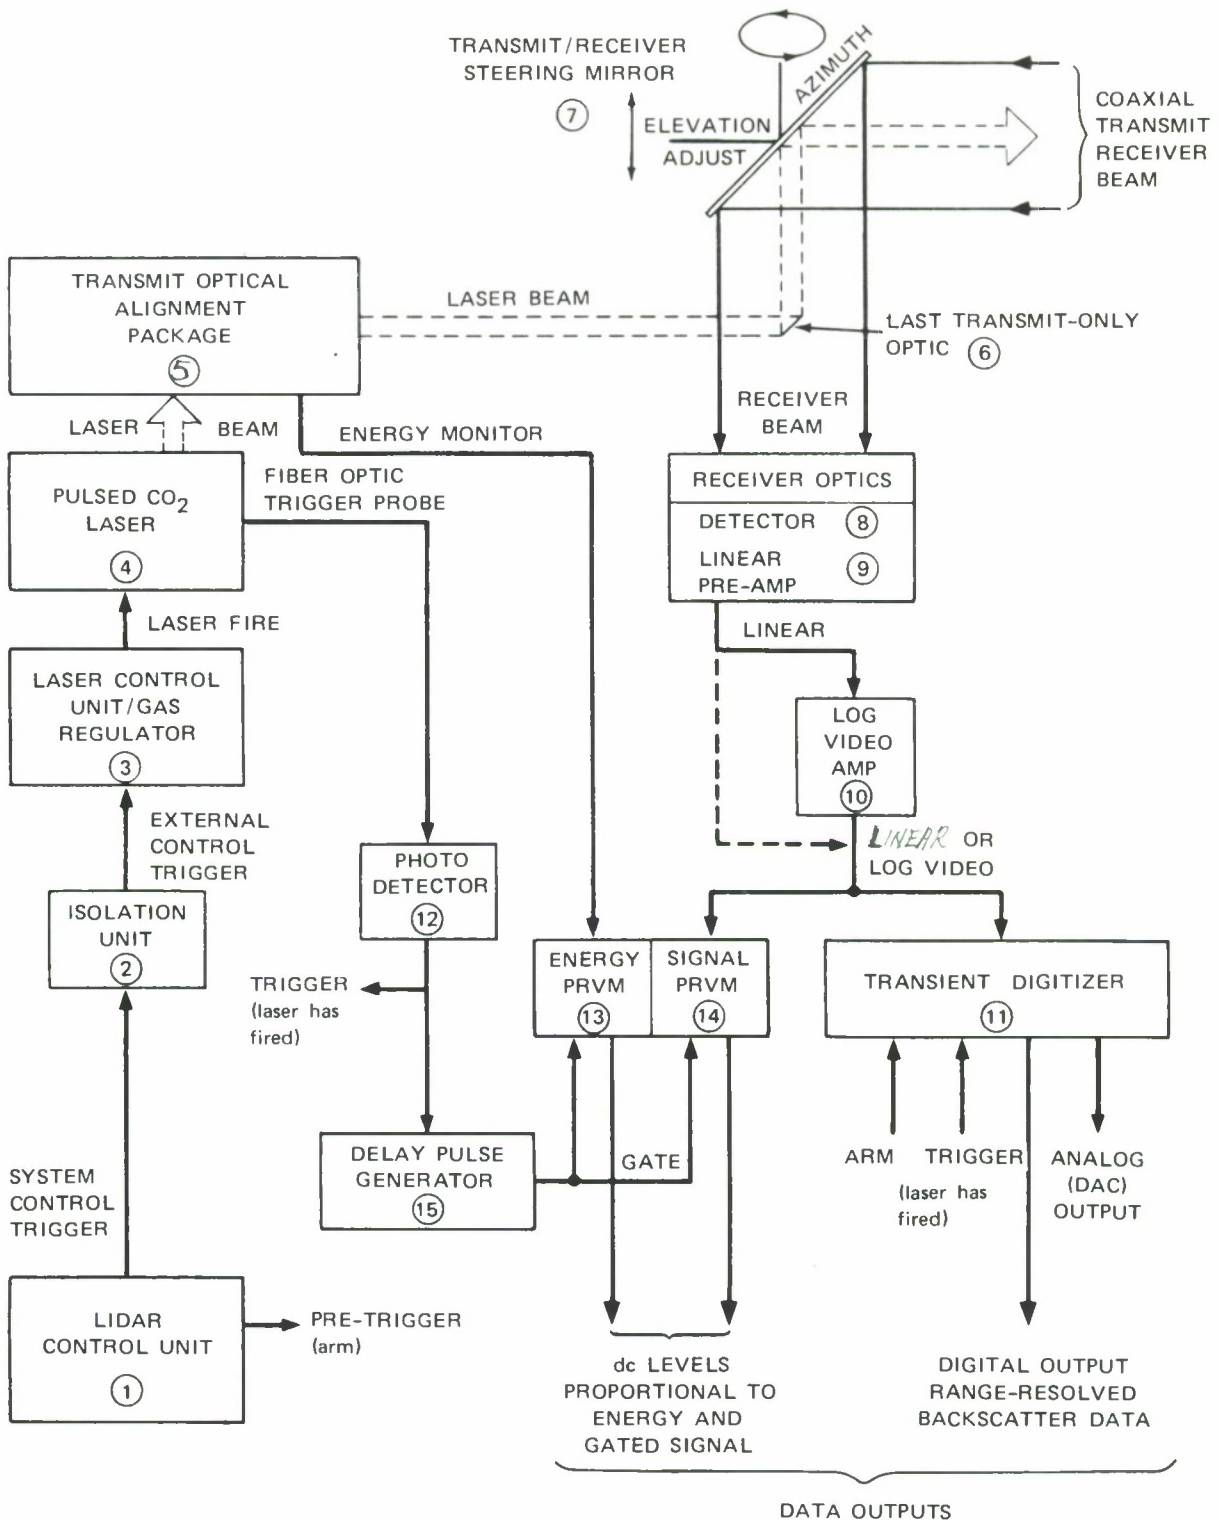 TRANSMIT/RECEIVER
STEERING MIRROR
7
AZIMUTH
ELEVATION
ADJUST
COAXIAL
TRANSMIT
RECEIVER
BEAM
TRANSMIT OPTICAL
ALIGNMENT
PACKAGE
5
LASER BEAM
LAST TRANSMIT-ONLY
OPTIC 6
LASER BEAM
ENERGY MONITOR
RECEIVER
BEAM
PULSED CO2
LASER
4
FIBER OPTIC
TRIGGER PROBE
RECEIVER OPTICS
DETECTOR 8
LINEAR
PRE-AMP 9
LASER FIRE
LINEAR
LASER CONTROL
UNIT/GAS
REGULATOR
3
LOG
VIDEO
AMP
10
EXTERNAL
CONTROL
TRIGGER
LINEAR OR
LOG VIDEO
PHOTO
DETECTOR
12
ISOLATION
UNIT
2
TRIGGER
(laser has
fired)
ENERGY
PRVM
13
SIGNAL
PRVM
14
TRANSIENT DIGITIZER
11
DELAY PULSE
GENERATOR
15
GATE
ARM
TRIGGER
(laser has
fired)
ANALOG
(DAC)
OUTPUT
SYSTEM
CONTROL
TRIGGER
LIDAR
CONTROL UNIT
1
PRE-TRIGGER
(arm)
dc LEVELS
PROPORTIONAL TO
ENERGY AND
GATED SIGNAL
DIGITAL OUTPUT
RANGE-RESOLVED
BACKSCATTER DATA
DATA OUTPUTS